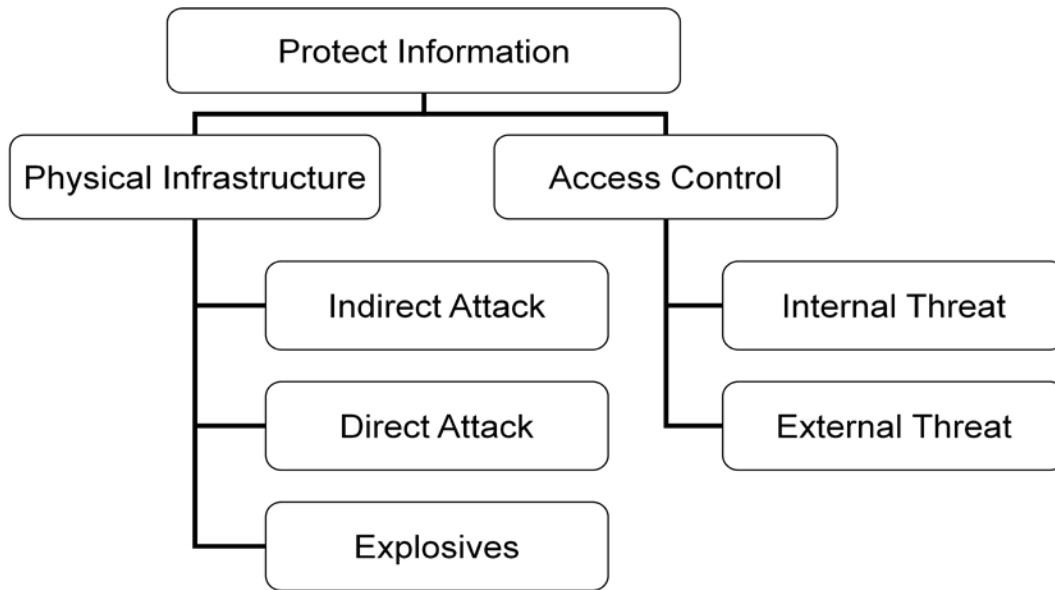 Protect Information
Physical Infrastructure
Access Control
Indirect Attack
Internal Threat
Direct Attack
External Threat
Explosives